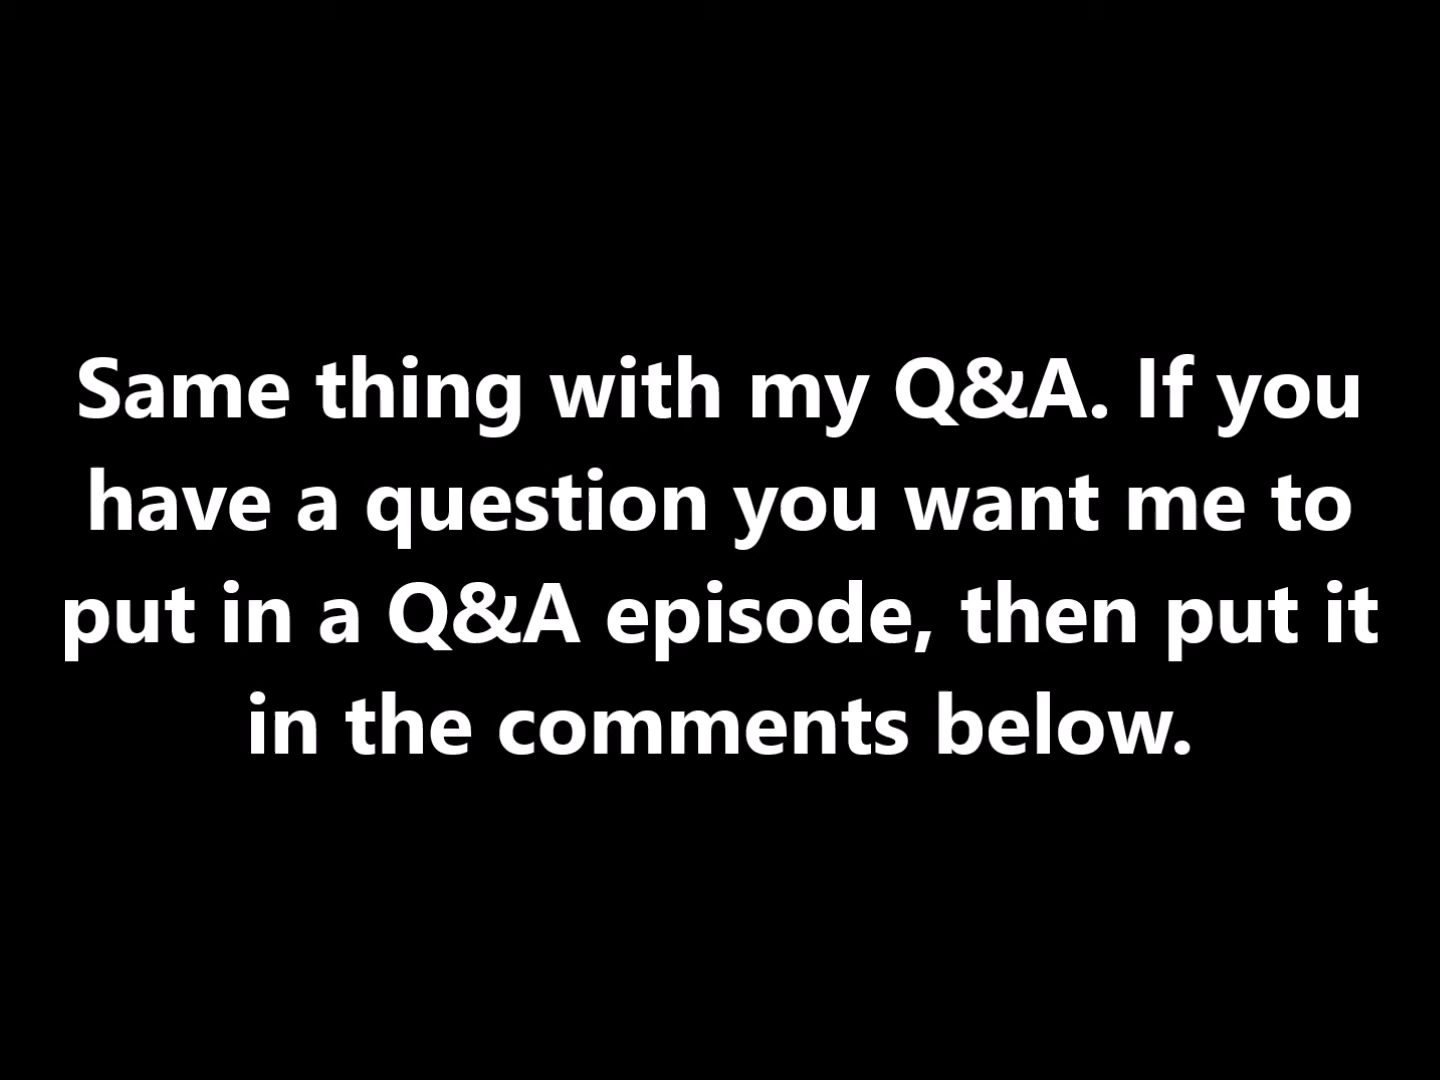 Same thing with my Q&A. If you
have a question you want me to
put in a Q&A episode, then put it
in the comments below.